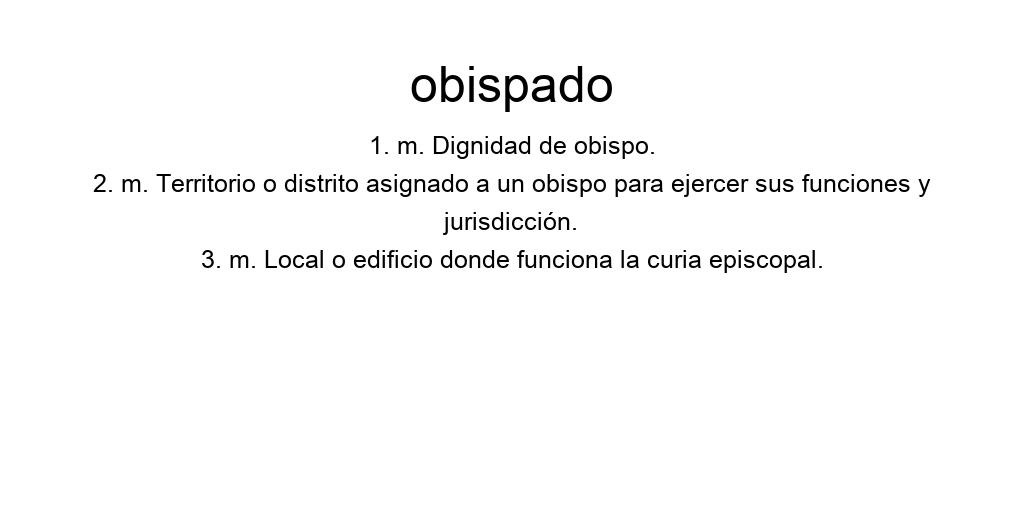 obispado
1. m. Dignidad de obispo.
2. m. Territorio o distrito asignado a un obispo para ejercer sus funciones y
jurisdicción.
3. m. Local o edificio donde funciona la curia episcopal.